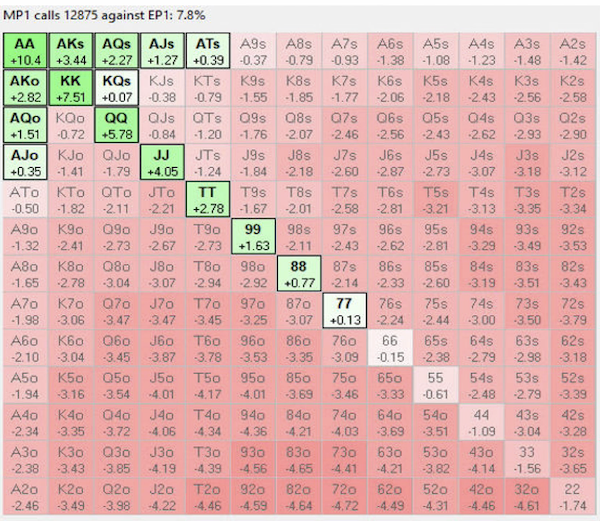 MP1 calls 12875 against EP1: 7.8%
AA AKs AQs AJs ATs A9s A8s A7s A6s A5s A4s A3s A2s
+10.4 +3.44 +2.27 +1.27 +0.39 -0.37 -0.79 -0.93 -1.38 -1.08 -1.23 -1.48 -1.42
AKo KK KQs KJs KTs K9s K8s K7s K6s K5s K4s K3s K2s
+2.82 +7.51 +0.07 -0.38 -0.79 -1.55 -1.85 -1.77 -2.06 -2.18 -2.43 -2.56 -2.58
AQo KQo QQ QJs QTs Q9s Q8s Q7s Q6s Q5s Q4s Q3s Q2s
+1.51 -0.72 +5.78 -0.84 -1.20 -1.76 -2.07 -2.46 -2.56 -2.43 -2.62 -2.93 -2.90
AJo KJo QJo JJ JTs J9s J8s J7s J6s J5s J4s J3s J2s
+0.35 -1.41 -1.79 +4.05 -1.24 -1.84 -2.18 -2.60 -2.87 -2.73 -3.07 -3.18 -3.12
ATo KTo QTo JTo TT T9s T8s T7s T6s T5s T4s T3s T2s
-0.50 -1.82 -2.11 -2.21 +2.78 -1.67 -2.01 -2.58 -2.81 -3.21 -3.13 -3.35 -3.34
A9o K9o Q9o J9o T9o 99 98s 97s 96s 95s 94s 93s 92s
-1.32 -2.41 -2.73 -2.67 -2.73 +1.63 -2.11 -2.43 -2.62 -2.81 -3.29 -3.49 -3.53
A8o K8o Q8o J8o T8o 98o 88 87s 86s 85s 84s 83s 82s
-1.65 -2.78 -3.04 -3.07 -2.94 -2.92 +0.77 -2.14 -2.33 -2.60 -3.19 -3.51 -3.43
A7o K7o Q7o J7o T7o 97o 87o 77 76s 75s 74s 73s 72s
-1.98 -3.06 -3.47 -3.47 -3.45 -3.25 -3.07 +0.13 -2.24 -2.44 -3.00 -3.50 -3.79
A6o K6o Q6o J6o T6o 96o 86o 76o 66 65s 64s 63s 62s
-2.10 -3.04 -3.45 -3.87 -3.78 -3.53 -3.35 -3.09 -0.15 -2.38 -2.79 -2.98 -3.18
A5o K5o Q5o J5o T5o 95o 85o 75o 65o 55 54s 53s 52s
-1.94 -3.16 -3.54 -4.01 -4.17 -4.01 -3.69 -3.46 -3.33 -0.61 -2.48 -2.79 -3.39
A4o K4o Q4o J4o T4o 94o 84o 74o 64o 54o 44 43s 42s
-2.34 -3.35 -3.72 -4.06 -4.34 -4.36 -4.21 -4.03 -3.69 -3.51 -1.09 -3.04 -3.28
A3o K3o Q3o J3o T3o 93o 83o 73o 63o 53o 43o 33 32s
-2.38 -3.43 -3.85 -4.19 -4.39 -4.56 -4.65 -4.41 -4.21 -3.82 -4.14 -1.56 -3.65
A2o K2o Q2o J2o T2o 92o 82o 72o 62o 52o 42o 32o 22
-2.46 -3.49 -3.98 -4.22 -4.46 -4.59 -4.64 -4.72 -4.49 -4.31 -4.46 -4.61 -1.74